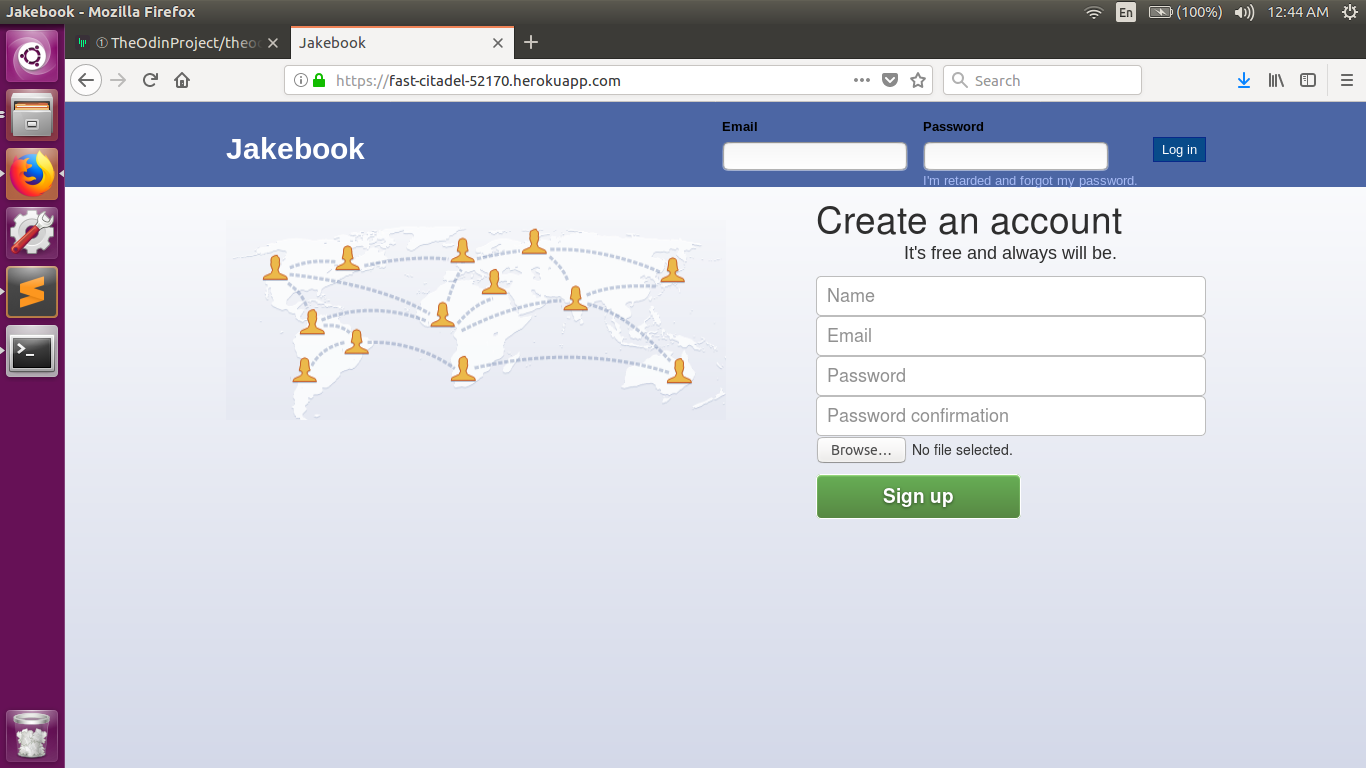 Jakebook - Mozilla Firefox
En
(100%)
12:44 AM
TheOdinProject/theo
Jakebook
https://fast-citadel-52170.herokuapp.com
Search
Jakebook
Email
Password
Log in
I'm retarded and forgot my password.
Create an account
It's free and always will be.
Name
Email
Password
Password confirmation
Browse... No file selected.
Sign up